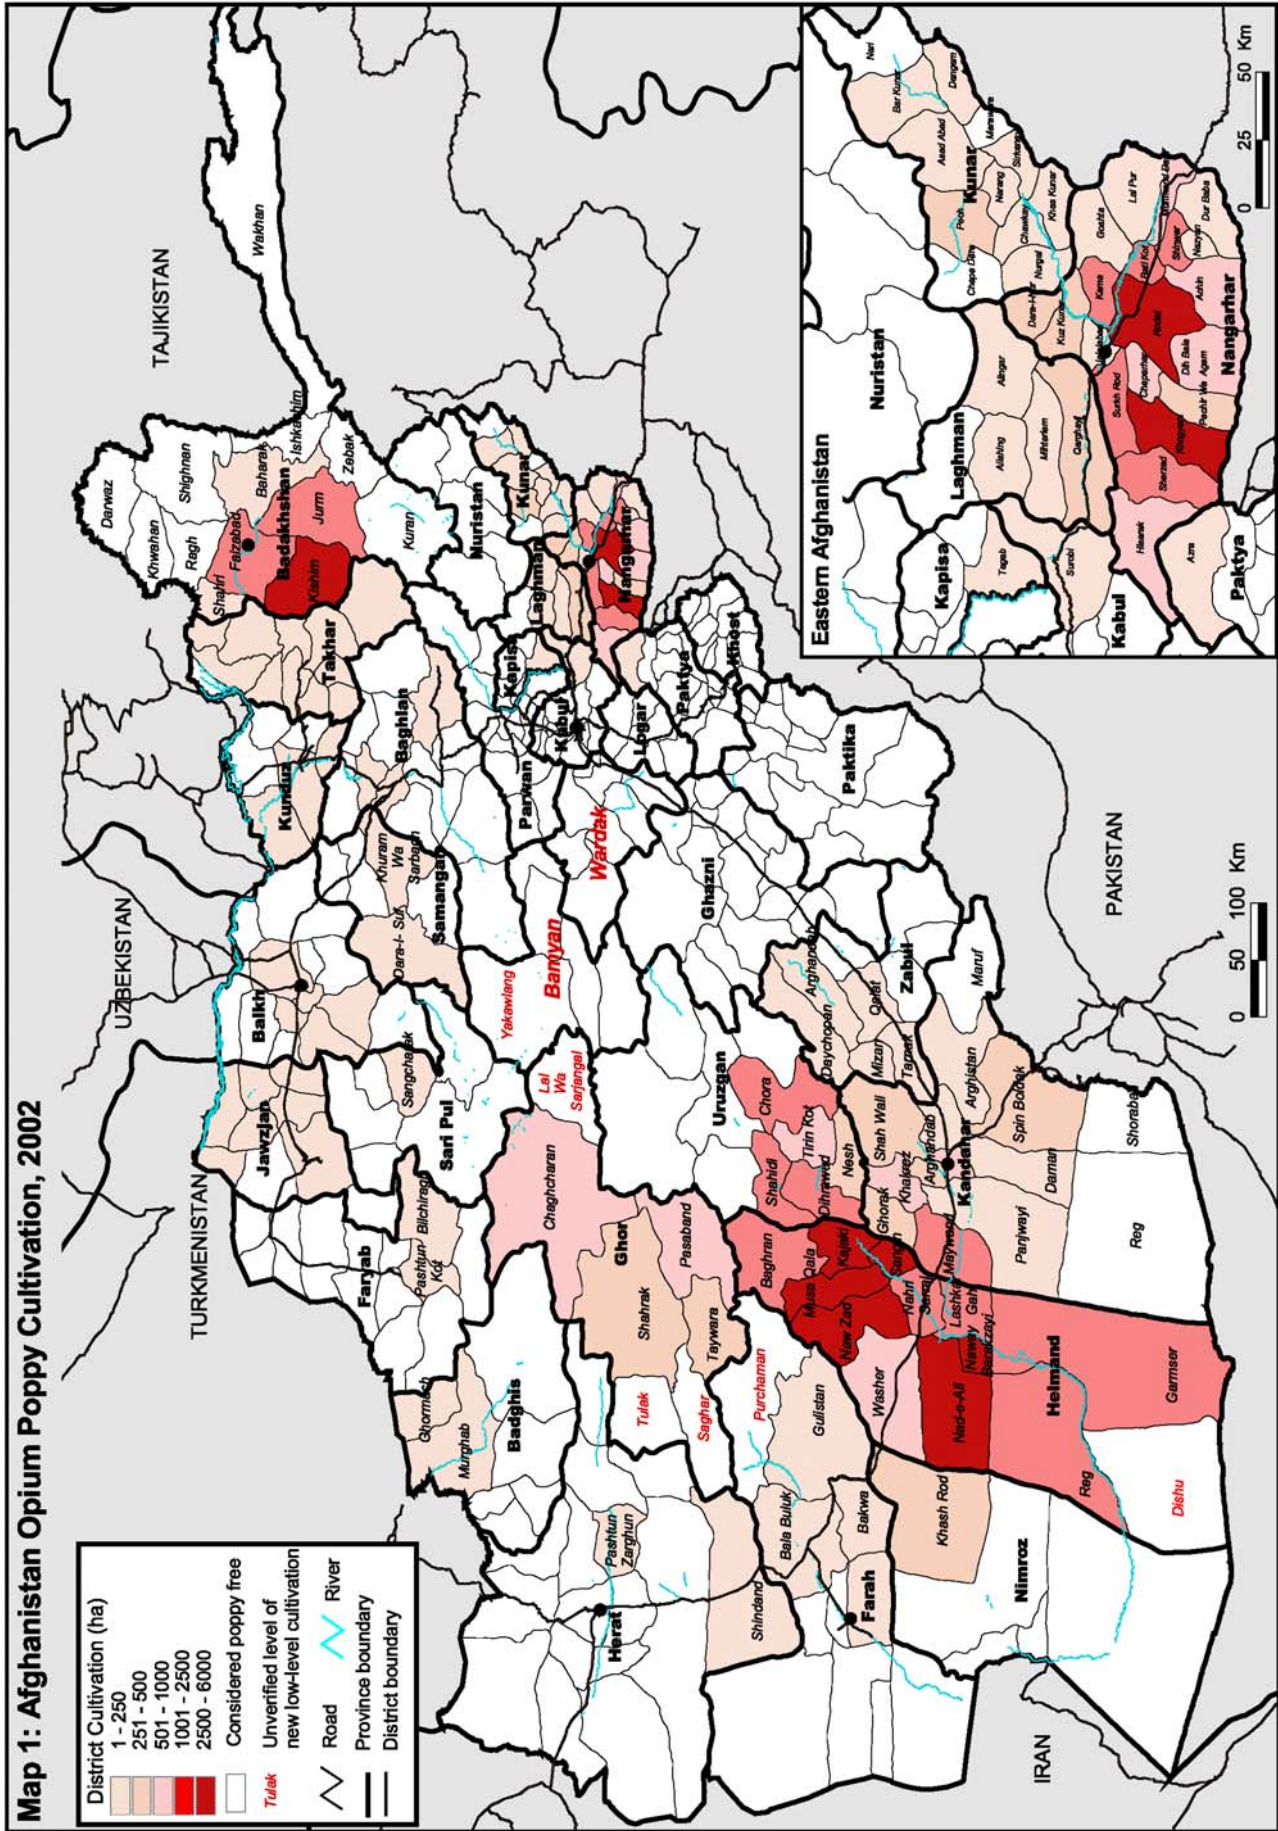 Map 1: Afghanistan Opium Poppy Cultivation, 2002
District Cultivation (ha)
1 - 250
251 - 500
501 - 1000
1001 - 2500
2500 - 6000
Considered poppy free
Tulak
Unverified level of
new low-level cultivation
Road
River
Province boundary
District boundary
UZBEKISTAN
TURKMENISTAN
TAJIKISTAN
PAKISTAN
IRAN
Darwaz
Khwahan
Shighnan
Ragh
Shahri
Faizabad
Baharak
Ishkashim
Wakhan
Badakhshan
Kishim
Jurm
Zebak
Kuran
Takhar
Kunduz
Baghlan
Balkh
Jawzjan
Khuram
Wa
Sarbagh
Dara-I- Suf
Samangan
Sangcharak
Sari Pul
Faryab
Bilchiragh
Pashtun
Kot
Ghormach
Murghab
Badghis
Nuristan
Kunar
Laghman
Nangarhar
Kapisa
Kabul
Parwan
Logar
Paktya
Khost
Wardak
Bamyan
Yakawlang
Lal
Wa
Sarjangal
Ghazni
Paktika
Chaghcharan
Ghor
Shahrak
Pasaband
Taywara
Tulak
Saghar
Purchaman
Pashtun
Zarghun
Herat
Shindand
Gulistan
Bala Buluk
Bakwa
Farah
Khash Rod
Nimroz
Uruzgan
Chora
Tirin Kot
Shahidi
Dihrawad
Nesh
Daychopan
Arghandab
Mizan
Qalat
Tarnak
Zabul
Maruf
Baghran
Musa Qala
Kajaki
Naw Zad
Sangin
Washer
Nahri
Sarraj
Lashkar
Gah
Naway
Barakzayi
Nad-e-Ali
Helmand
Garmser
Reg
Dishu
Ghorak
Khakrez
Shah Wali
Arghandab
Maywand
Kandahar
Arghistan
Spin Boldak
Daman
Panjwayi
Reg
Shorabak
0 50 100 Km
Eastern Afghanistan
Nuristan
Nari
Bar Kunar
Dangam
Asad Abad
Marawara
Sirkanay
Kunar
Pech
Narang
Chapa Dara
Chawkay
Khas Kunar
Nurgal
Dara-I-Nur
Kuz Kunar
Laghman
Alingar
Alishing
Mihtarlam
Qarghayi
Kapisa
Tagab
Surobi
Kabul
Goshta
Lal Pur
Kama
Jalalabad
Bati Kot
Muhmand Dara
Shinwar
Dur Baba
Nazyan
Achin
Rodat
Chaparhar
Dih Bala
Surkh Rod
Khogyani
Pachir Wa Agam
Sherzad
Hisarak
Nangarhar
Azra
Paktya
0 25 50 Km